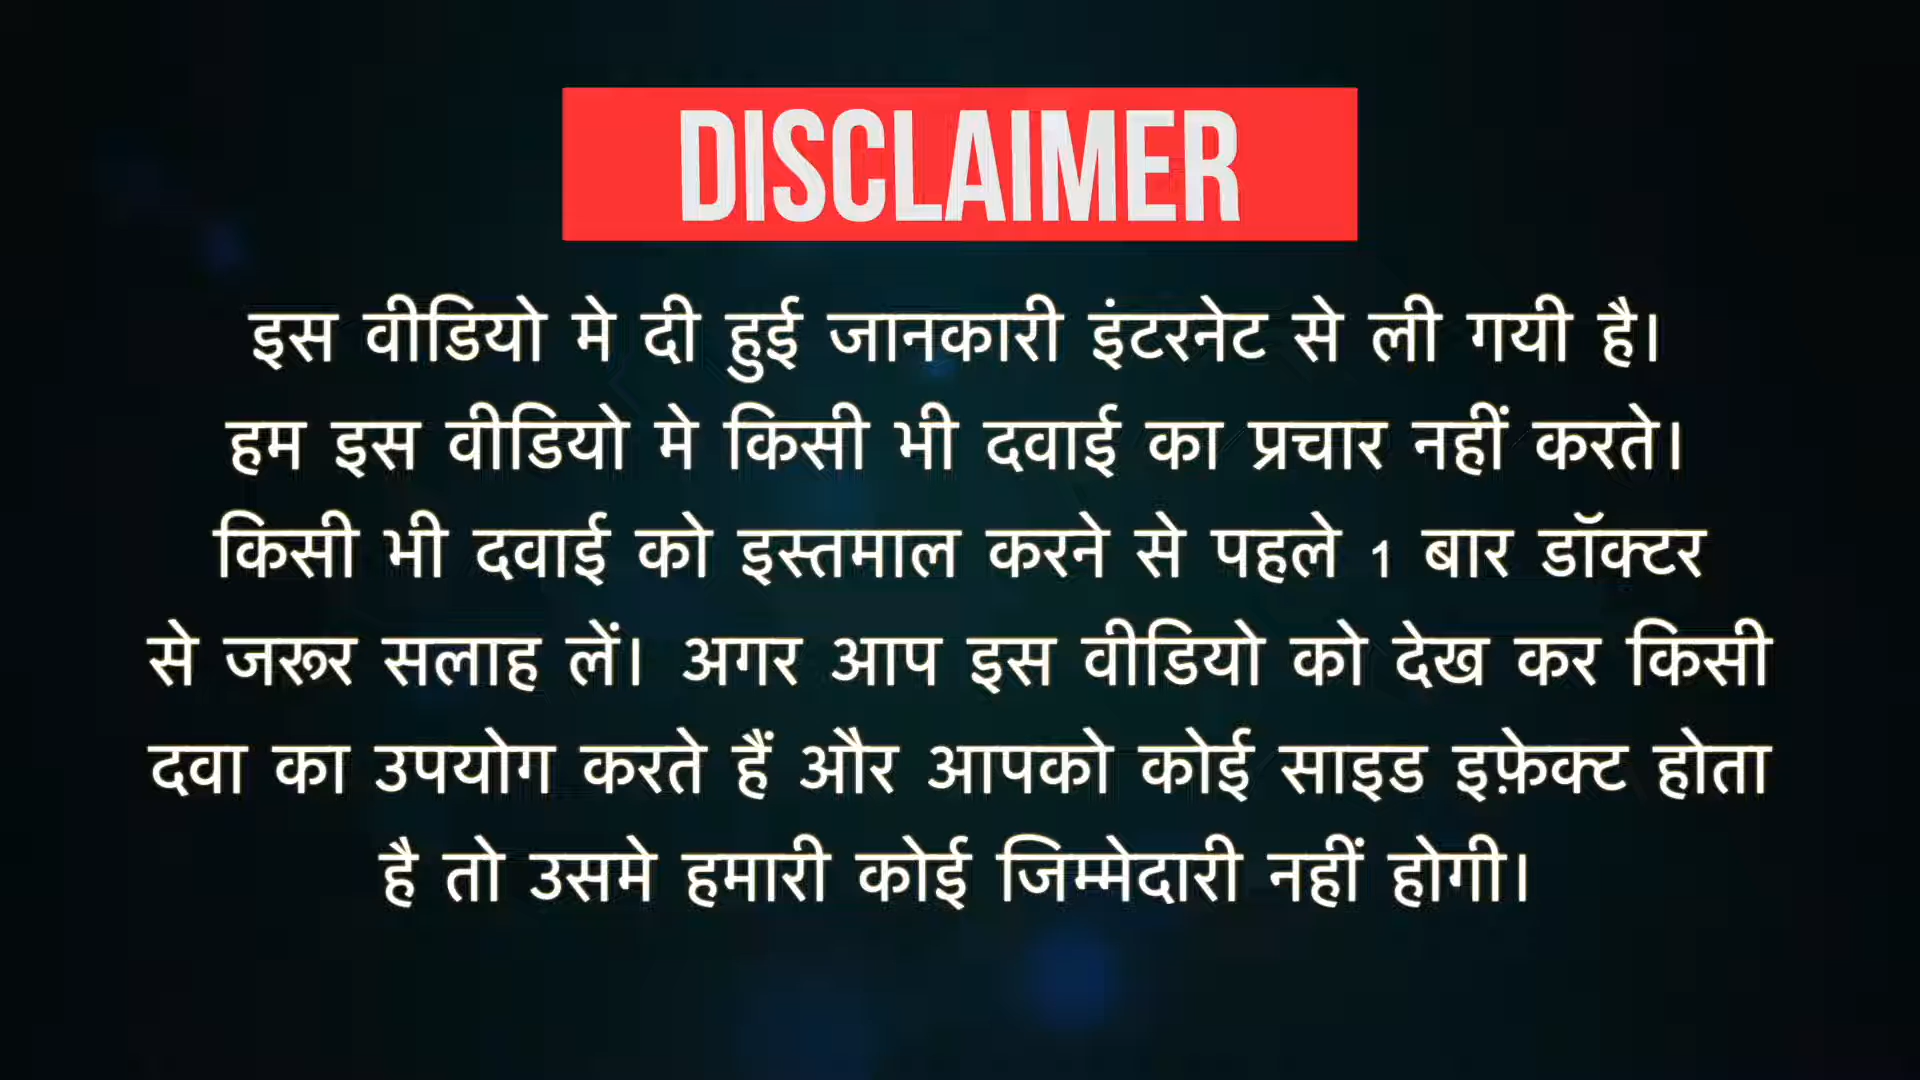 DISCLAIMER
इस वीडियो मे दी हुई जानकारी इंटरनेट से ली गयी है।
हम इस वीडियो मे किसी भी दवाई का प्रचार नहीं करते।
किसी भी दवाई को इस्तमाल करने से पहले 1 बार डॉक्टर
से जरूर सलाह लें। अगर आप इस वीडियो को देख कर किसी
दवा का उपयोग करते हैं और आपको कोई साइड इफ़ेक्ट होता
है तो उसमे हमारी कोई जिम्मेदारी नहीं होगी।